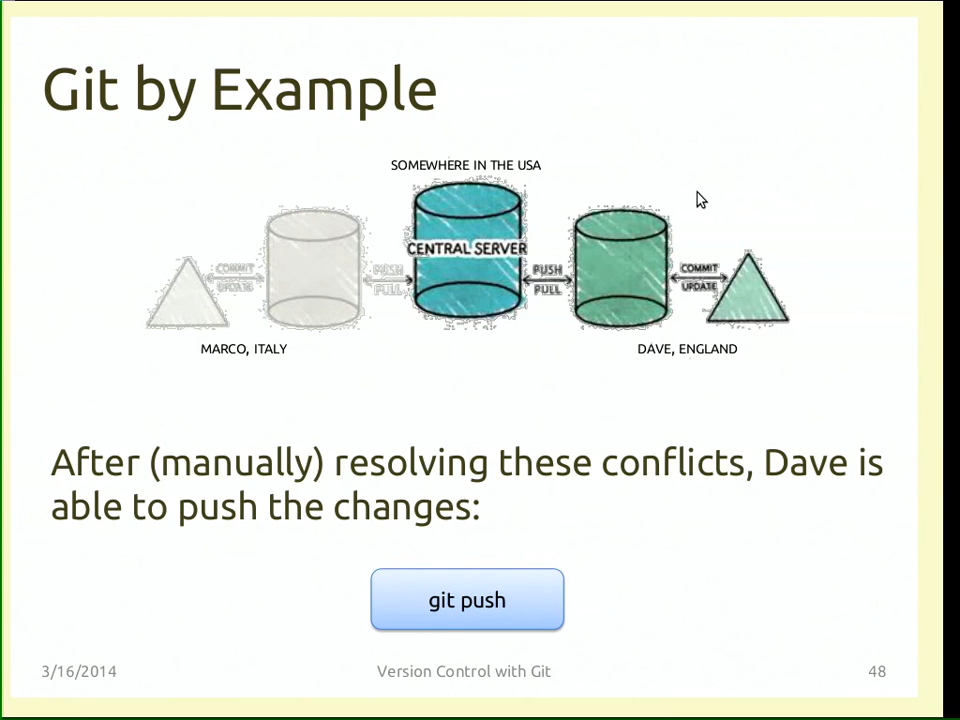 Git by Example
SOMEWHERE IN THE USA
CENTRAL SERVER
COMMIT
UPDATE
PUSH
PULL
PUSH
PULL
COMMIT
UPDATE
MARCO, ITALY
DAVE, ENGLAND
After (manually) resolving these conflicts, Dave is
able to push the changes:
git push
3/16/2014
Version Control with Git
48